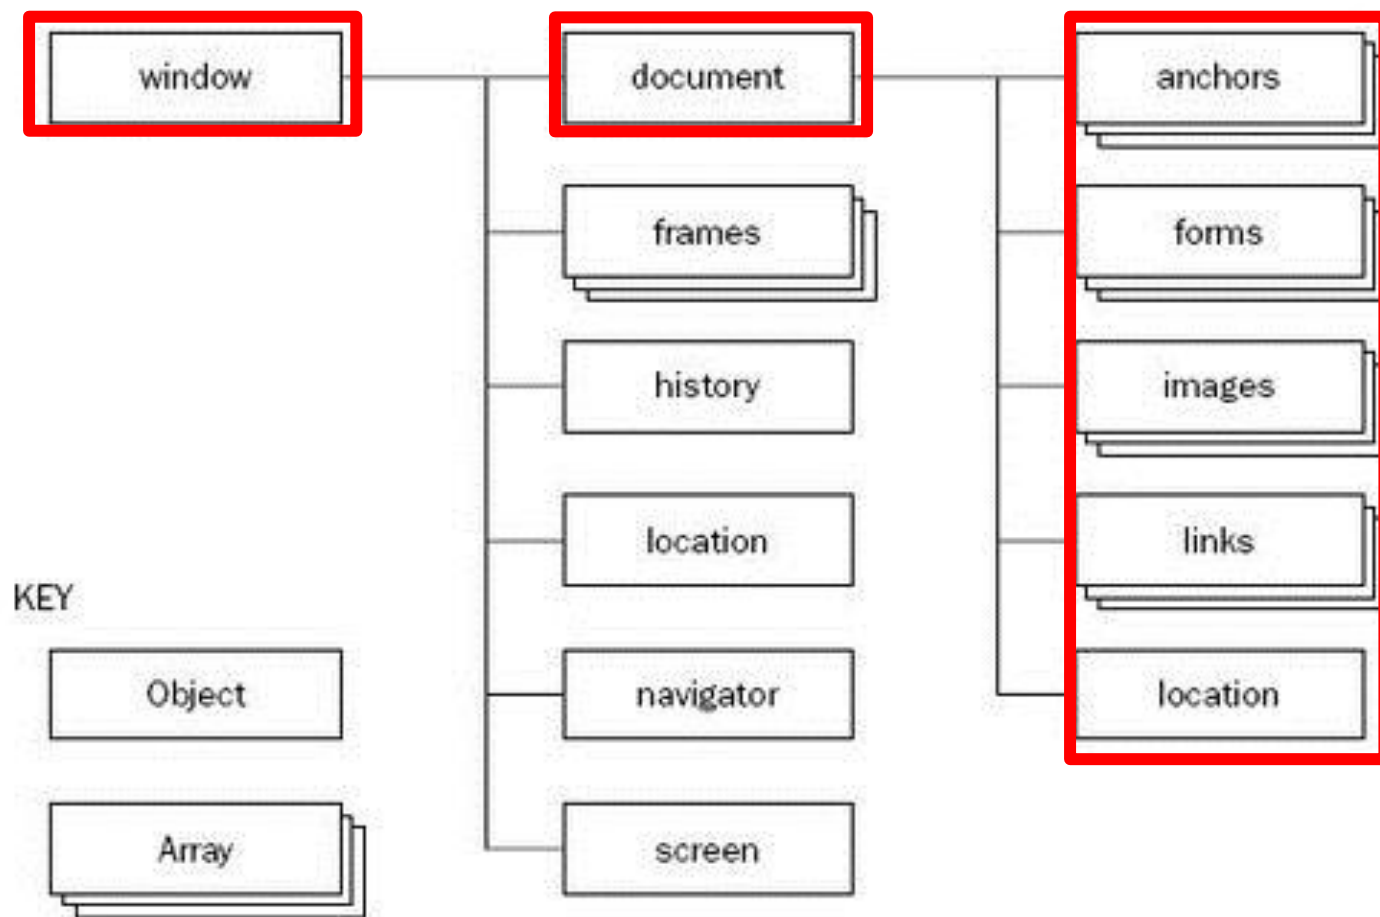 window
document
anchors
frames
forms
history
images
location
links
KEY
Object
navigator
location
Array
screen